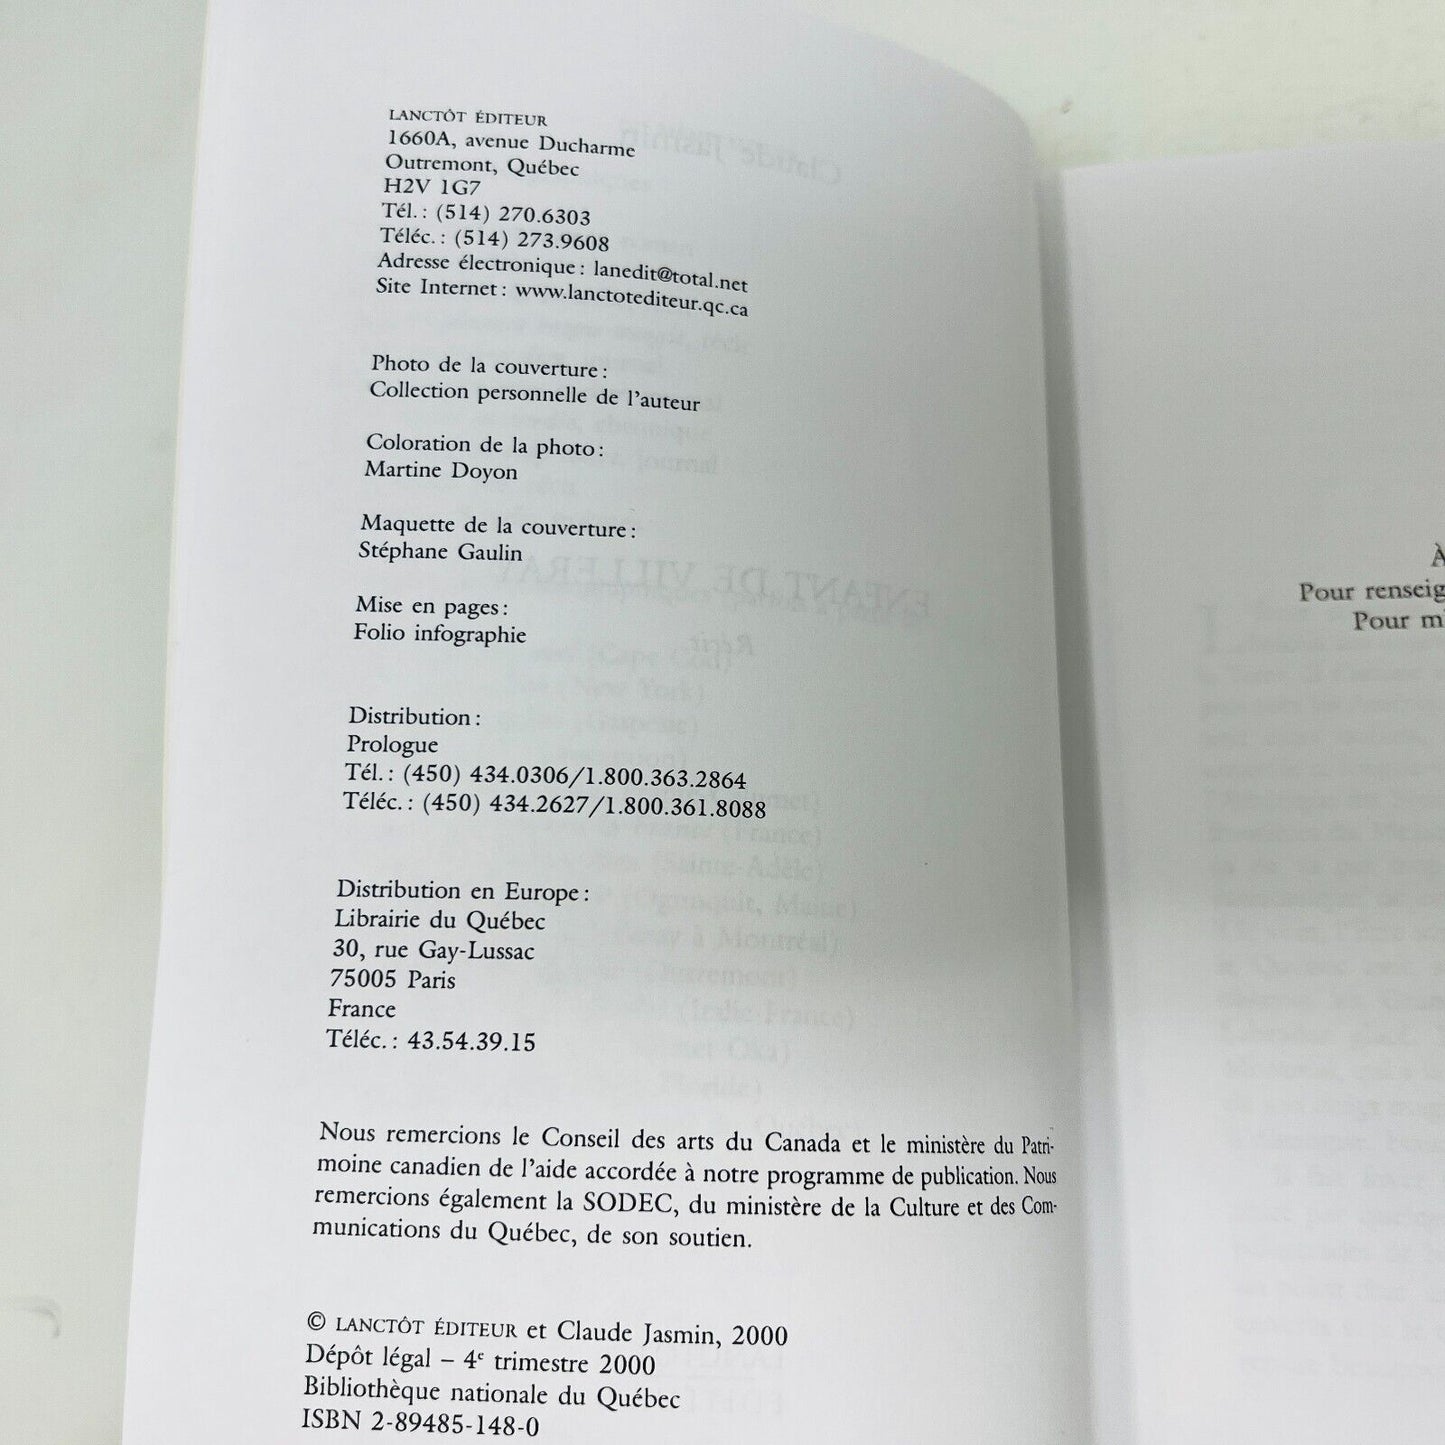 LANCTÔT ÉDITEUR
1660A, avenue Ducharme
Outremont, Québec
H2V 1G7
Tél. : (514) 270.6303
Téléc. : (514) 273.9608
Adresse électronique : lanedit@total.net
Site Internet : www.lanctotediteur.qc.ca
Photo de la couverture :
Collection personnelle de l'auteur
Coloration de la photo :
Martine Doyon
Maquette de la couverture :
Stéphane Gaulin
Mise en pages :
Folio infographie
Distribution :
Prologue
Tél. : (450) 434.0306/1.800.363.2864
Téléc. : (450) 434.2627/1.800.361.8088
Distribution en Europe :
Librairie du Québec
30, rue Gay-Lussac
75005 Paris
France
Téléc. : 43.54.39.15
Nous remercions le Conseil des arts du Canada et le ministère du Patri-
moine canadien de l'aide accordée à notre programme de publication. Nous
remercions également la SODEC, du ministère de la Culture et des Com-
munications du Québec, de son soutien.
© LANCTÔT ÉDITEUR et Claude Jasmin, 2000
Dépôt légal – 4e trimestre 2000
Bibliothèque nationale du Québec
ISBN 2-89485-148-0
À
Pour renseig
Pour m'